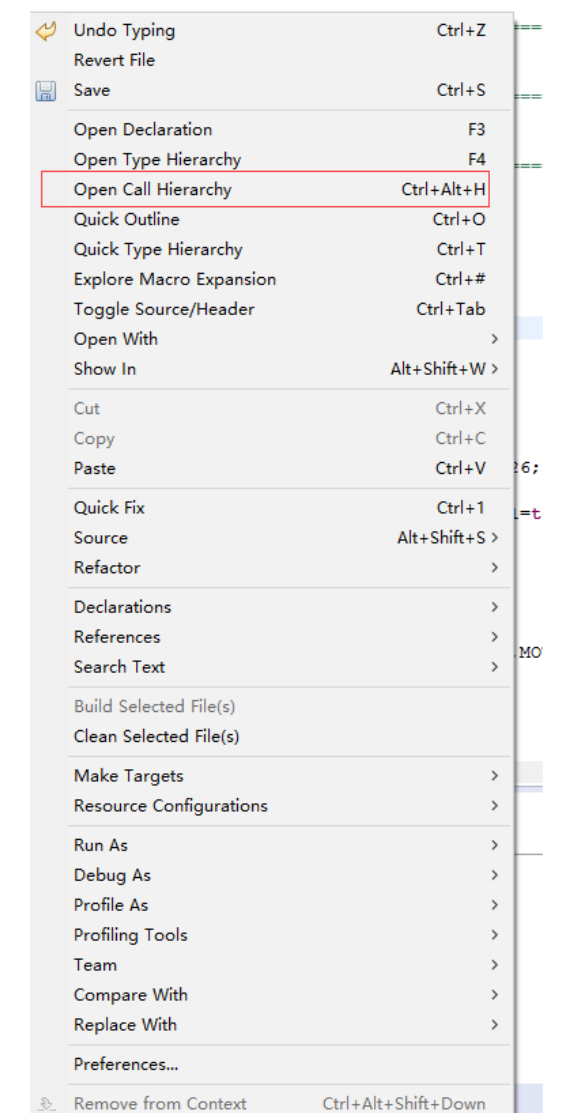 Undo Typing Ctrl+Z
Revert File
Save Ctrl+S
Open Declaration F3
Open Type Hierarchy F4
Open Call Hierarchy Ctrl+Alt+H
Quick Outline Ctrl+O
Quick Type Hierarchy Ctrl+T
Explore Macro Expansion Ctrl+#
Toggle Source/Header Ctrl+Tab
Open With >
Show In Alt+Shift+W >
Cut Ctrl+X
Copy Ctrl+C
Paste Ctrl+V 26;
Quick Fix Ctrl+1 =t
Source Alt+Shift+S >
Refactor >
Declarations >
References > .MO
Search Text >
Build Selected File(s)
Clean Selected File(s)
Make Targets >
Resource Configurations >
Run As >
Debug As >
Profile As >
Profiling Tools >
Team >
Compare With >
Replace With >
Preferences...
Remove from Context Ctrl+Alt+Shift+Down